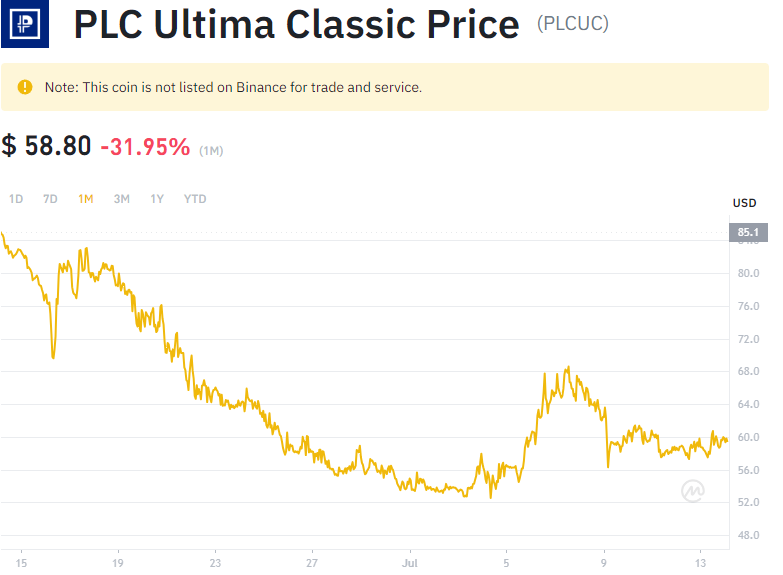 PLC Ultima Classic Price (PLCUC)
Note: This coin is not listed on Binance for trade and service.
$ 58.80 -31.95% (1M)
1D 7D 1M 3M 1Y YTD
USD
85.1
80.0
76.0
72.0
68.0
64.0
60.0
56.0
52.0
48.0
15 19 23 27 Jul 5 9 13